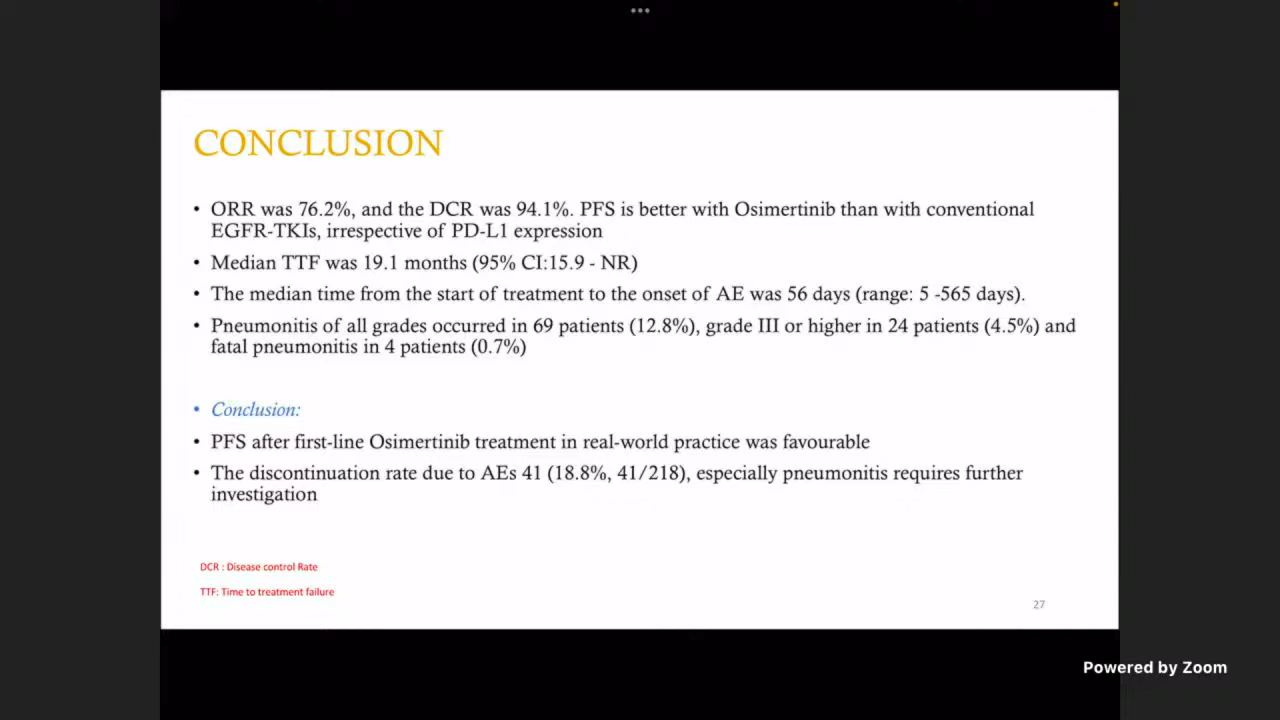 CONCLUSION
• ORR was 76.2%, and the DCR was 94.1%. PFS is better with Osimertinib than with conventional
EGFR-TKIs, irrespective of PD-L1 expression
• Median TTF was 19.1 months (95% CI:15.9 - NR)
• The median time from the start of treatment to the onset of AE was 56 days (range: 5 -565 days).
• Pneumonitis of all grades occurred in 69 patients (12.8%), grade III or higher in 24 patients (4.5%) and
fatal pneumonitis in 4 patients (0.7%)
• Conclusion:
• PFS after first-line Osimertinib treatment in real-world practice was favourable
• The discontinuation rate due to AEs 41 (18.8%, 41/218), especially pneumonitis requires further
investigation
DCR : Disease control Rate
TTF: Time to treatment failure
27
Powered by Zoom